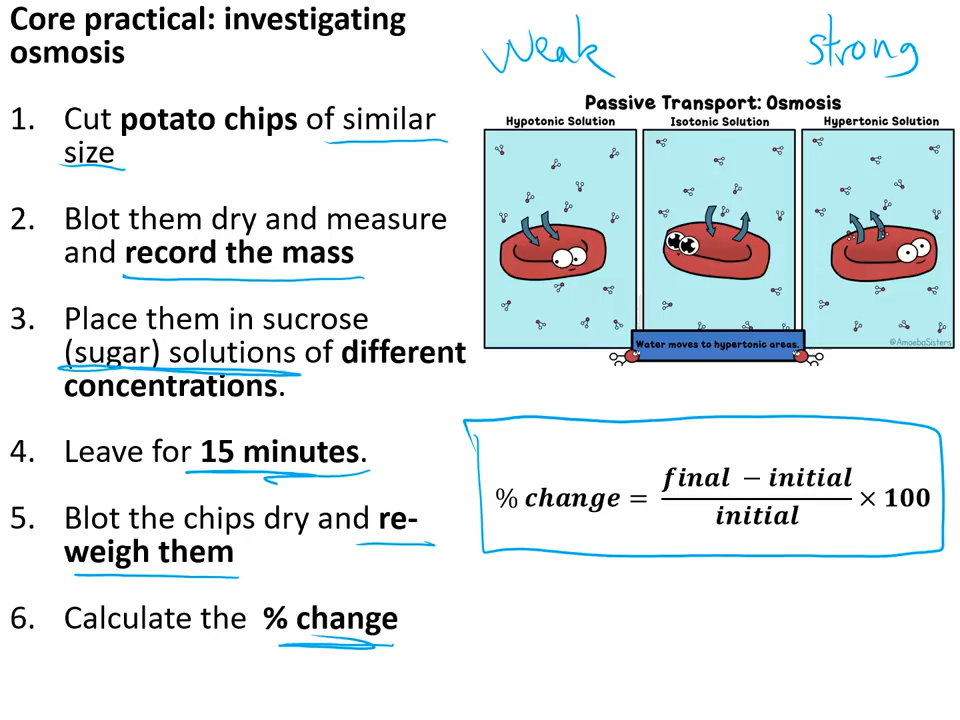 Core practical: investigating
osmosis
1. Cut potato chips of similar
size
2. Blot them dry and measure
and record the mass
3. Place them in sucrose
(sugar) solutions of different
concentrations.
4. Leave for 15 minutes.
5. Blot the chips dry and re-
weigh them
6. Calculate the % change
weak
strong
Passive Transport: Osmosis
Hypotonic Solution
Isotonic Solution
Hypertonic Solution
Water moves to hypertonic areas.
@AmoebaSisters
% change = (final − initial) / initial × 100